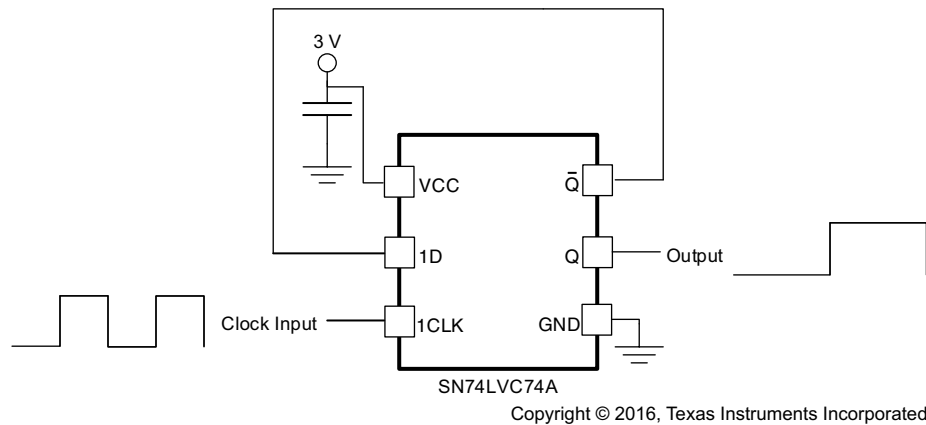 3 V
VCC
Q̅
1D
Q
Output
Clock Input
1CLK
GND
SN74LVC74A
Copyright © 2016, Texas Instruments Incorporated